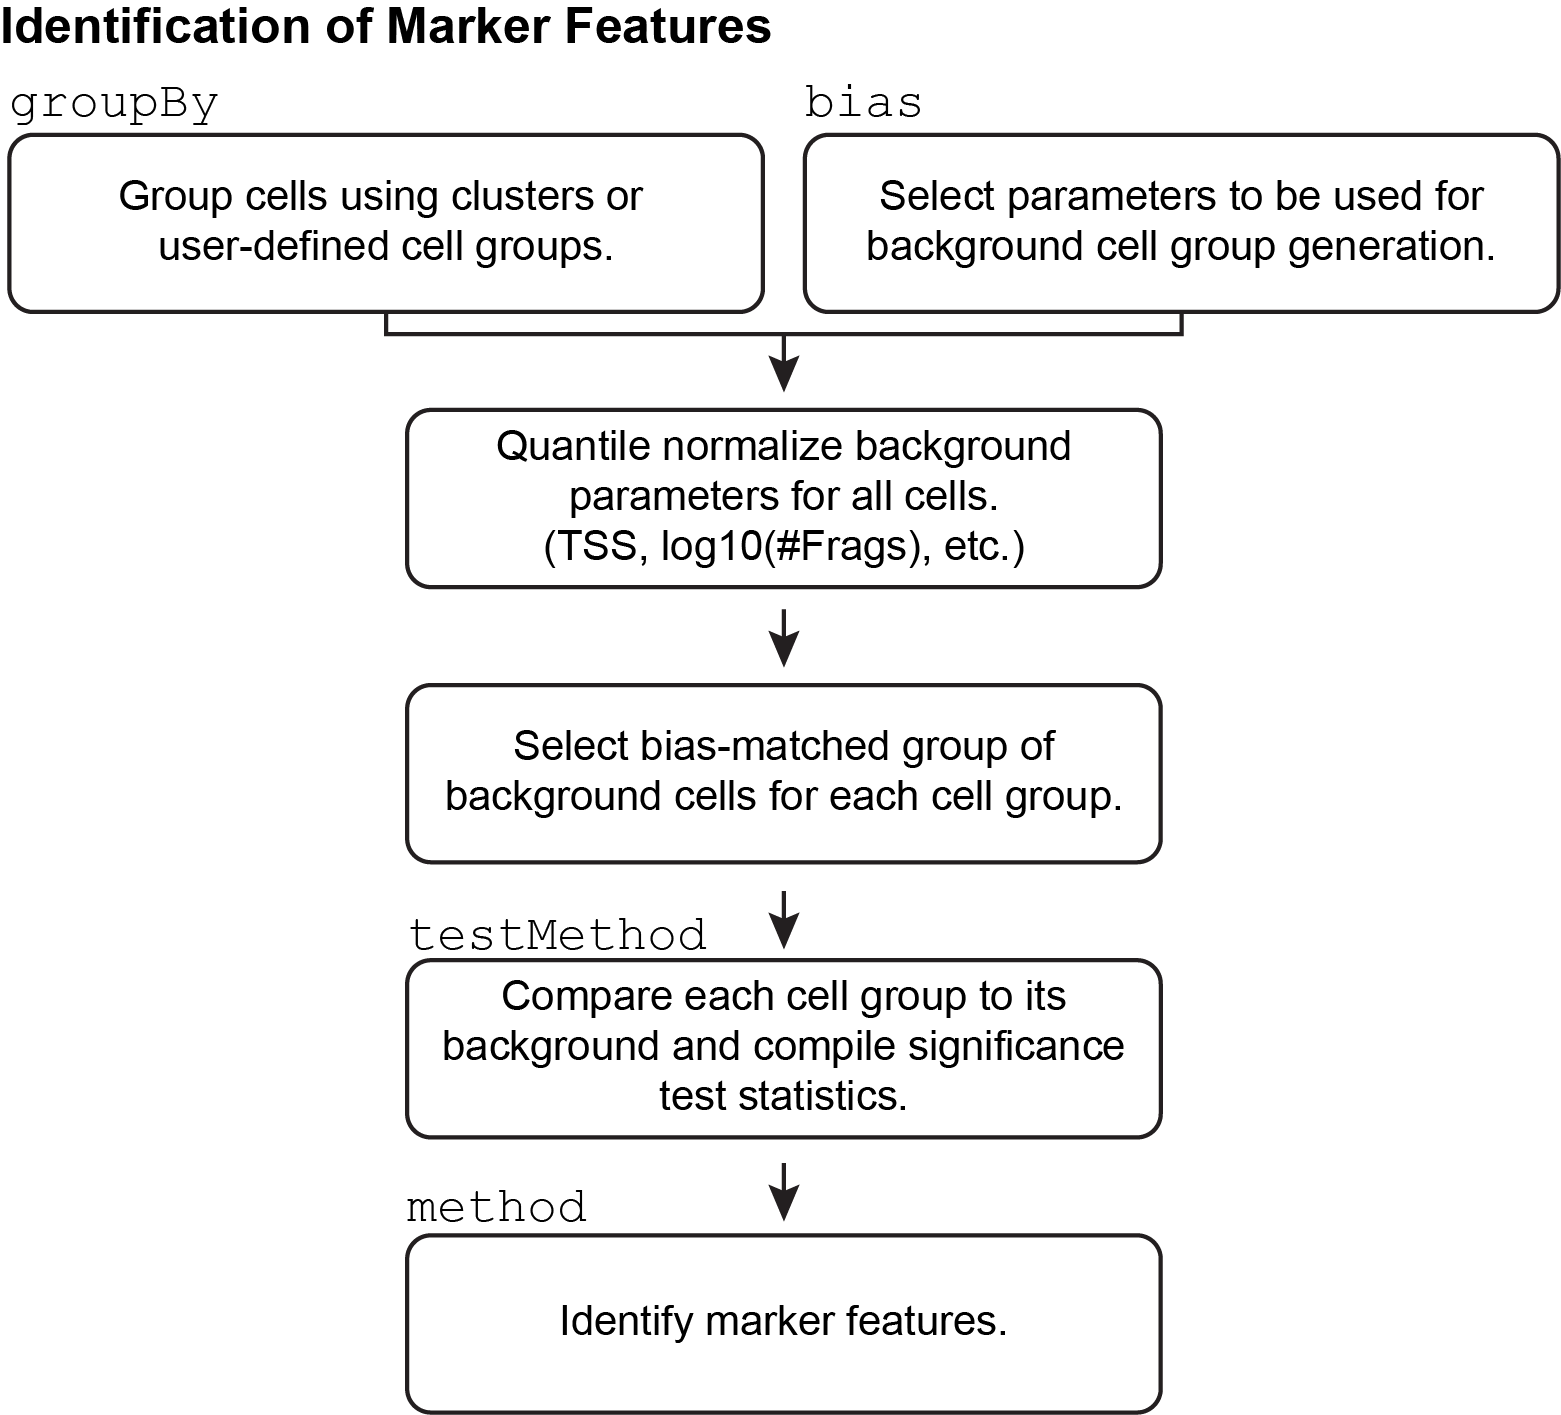 Identification of Marker Features
groupBy
Group cells using clusters or
user-defined cell groups.
bias
Select parameters to be used for
background cell group generation.
Quantile normalize background
parameters for all cells.
(TSS, log10(#Frags), etc.)
Select bias-matched group of
background cells for each cell group.
testMethod
Compare each cell group to its
background and compile significance
test statistics.
method
Identify marker features.